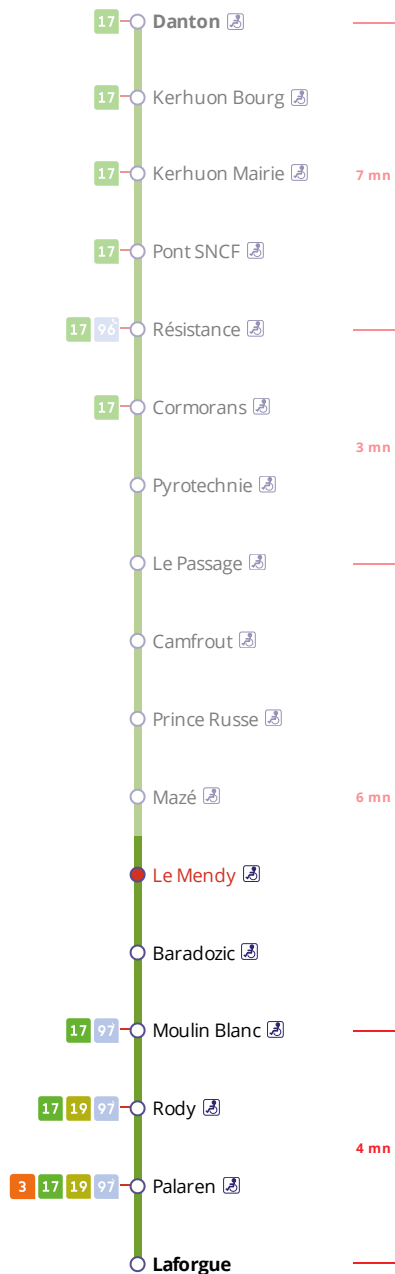 17 Danton
17 Kerhuon Bourg
17 Kerhuon Mairie 7 mn
17 Pont SNCF
17 96 Résistance
17 Cormorans
3 mn
Pyrotechnie
Le Passage
Camfrout
Prince Russe
Mazé 6 mn
Le Mendy
Baradozic
17 97 Moulin Blanc
17 19 97 Rody
4 mn
3 17 19 97 Palaren
Laforgue